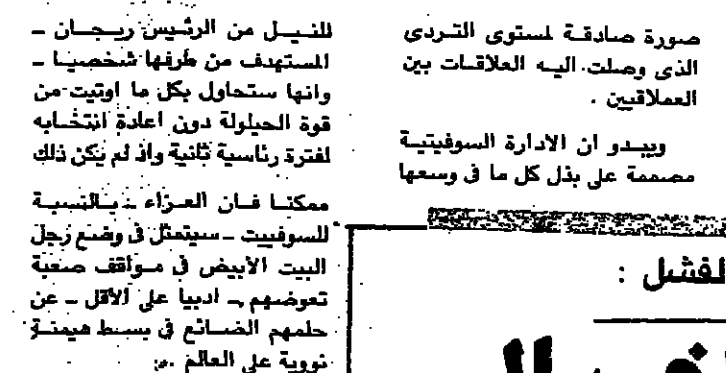 صورة صادقة لمستوى التردى
الذى وصلت اليه العلاقات بين
العملاقين .
ويبدو ان الادارة السوفيتية
مصممة على بذل كل ما فى وسعها
للنيل من الرئيس ريجان ـ
المستهدف من طرفها شخصيا ـ
وانها ستحاول بكل ما اوتيت من
قوة الحيلولة دون اعادة انتخابه
لفترة رئاسية ثانية واذ لم يكن ذلك
ممكنا فان العزاء ـ بالنسبة
للسوفييت ـ سيتمثل فى وضع رجل
البيت الأبيض فى مواقف صعبة
تعوضهم ـ ادبيا على الأقل ـ عن
حلمهم الضائع فى بسط هيمنة
نووية على العالم ..
لفشل :